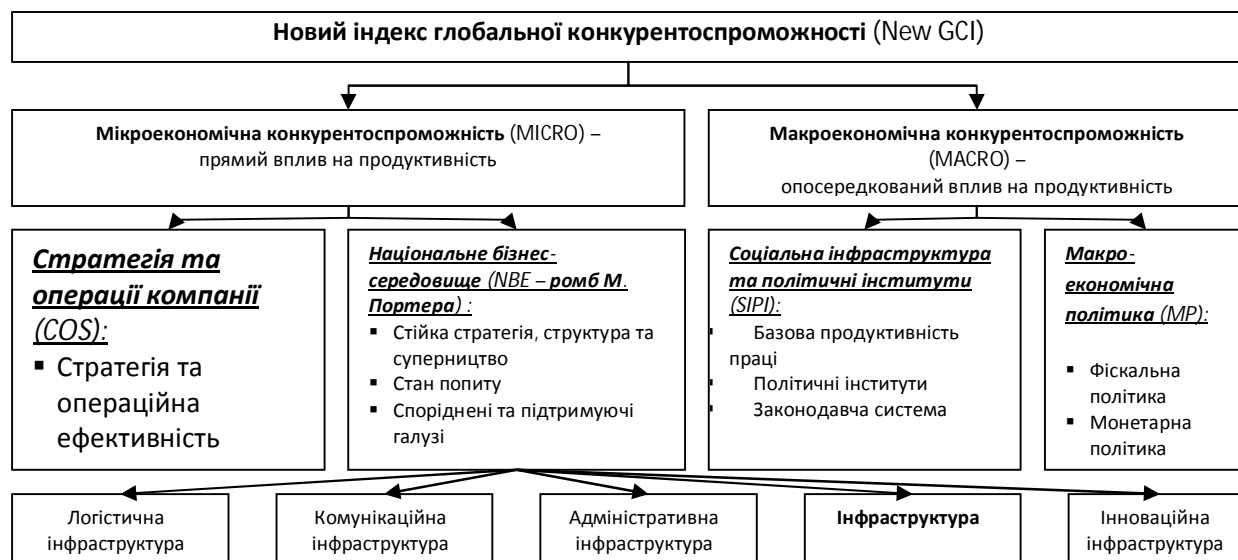 Новий індекс глобальної конкурентоспроможності (New GCI)
Мікроекономічна конкурентоспроможність (MICRO) –
прямий вплив на продуктивність
Макроекономічна конкурентоспроможність
(MACRO) –
опосередкований вплив на продуктивність
Стратегія та
операції компанії
(COS):
▪ Стратегія та
операційна
ефективність
Національне бізнес-
середовище (NBE – ромб М.
Портера) :
▪ Стійка стратегія, структура та
суперництво
▪ Стан попиту
▪ Споріднені та підтримуючі
галузі
Соціальна інфраструктура
та політичні інститути
(SIPI):
▪ Базова продуктивність
праці
▪ Політичні інститути
▪ Законодавча система
Макро-
економічна
політика (MP):
▪ Фіскальна
політика
▪ Монетарна
політика
Логістична
інфраструктура
Комунікаційна
інфраструктура
Адміністративна
інфраструктура
Інфраструктура
Інноваційна
інфраструктура